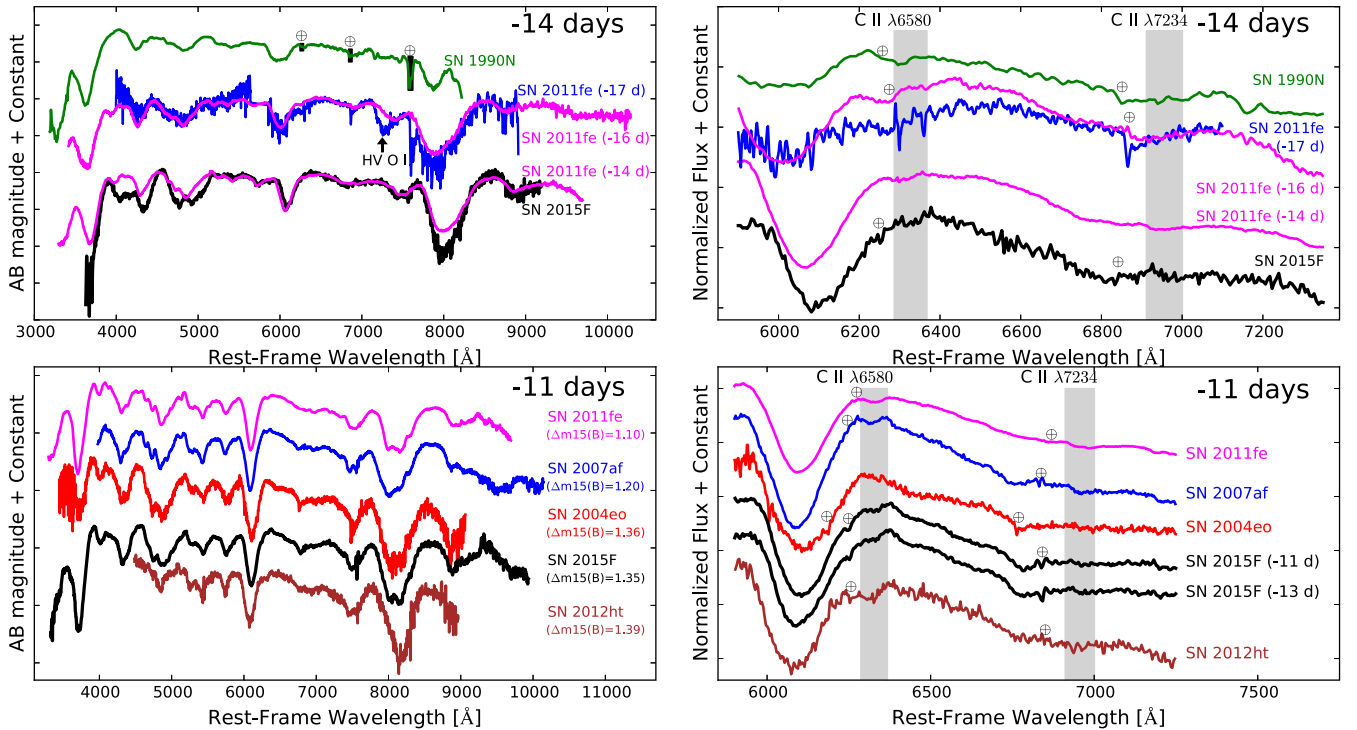 -14 days
SN 1990N
SN 2011fe (-17 d)
SN 2011fe (-16 d)
HV O I
SN 2011fe (-14 d)
SN 2015F
AB magnitude + Constant
3000 4000 5000 6000 7000 8000 9000 10000
Rest-Frame Wavelength [Å]
C II λ6580
C II λ7234
-14 days
SN 1990N
SN 2011fe
(-17 d)
SN 2011fe (-16 d)
SN 2011fe (-14 d)
SN 2015F
Normalized Flux + Constant
6000 6200 6400 6600 6800 7000 7200
Rest-Frame Wavelength [Å]
-11 days
SN 2011fe
(Δm15(B)=1.10)
SN 2007af
(Δm15(B)=1.20)
SN 2004eo
(Δm15(B)=1.36)
SN 2015F
(Δm15(B)=1.35)
SN 2012ht
(Δm15(B)=1.39)
AB magnitude + Constant
4000 5000 6000 7000 8000 9000 10000 11000
Rest-Frame Wavelength [Å]
C II λ6580
C II λ7234
-11 days
SN 2011fe
SN 2007af
SN 2004eo
SN 2015F (-11 d)
SN 2015F (-13 d)
SN 2012ht
Normalized Flux + Constant
6000 6500 7000 7500
Rest-Frame Wavelength [Å]